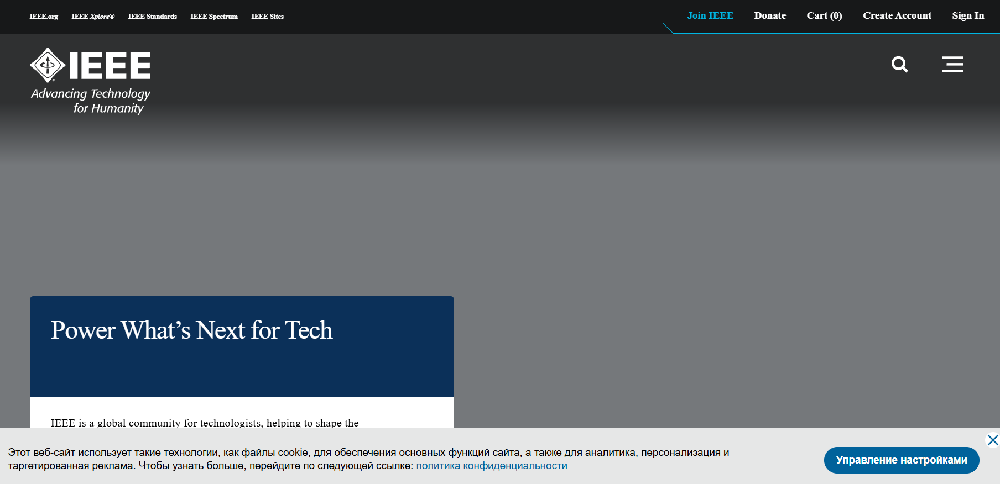 IEEE.org IEEE Xplore® IEEE Standards IEEE Spectrum IEEE Sites
Join IEEE Donate Cart (0) Create Account Sign In
IEEE
Advancing Technology
for Humanity
Power What’s Next for Tech
IEEE is a global community for technologists, helping to shape the
Этот веб-сайт использует такие технологии, как файлы cookie, для обеспечения основных функций сайта, а также для аналитика, персонализация и
таргетированная реклама. Чтобы узнать больше, перейдите по следующей ссылке: политика конфиденциальности
Управление настройками